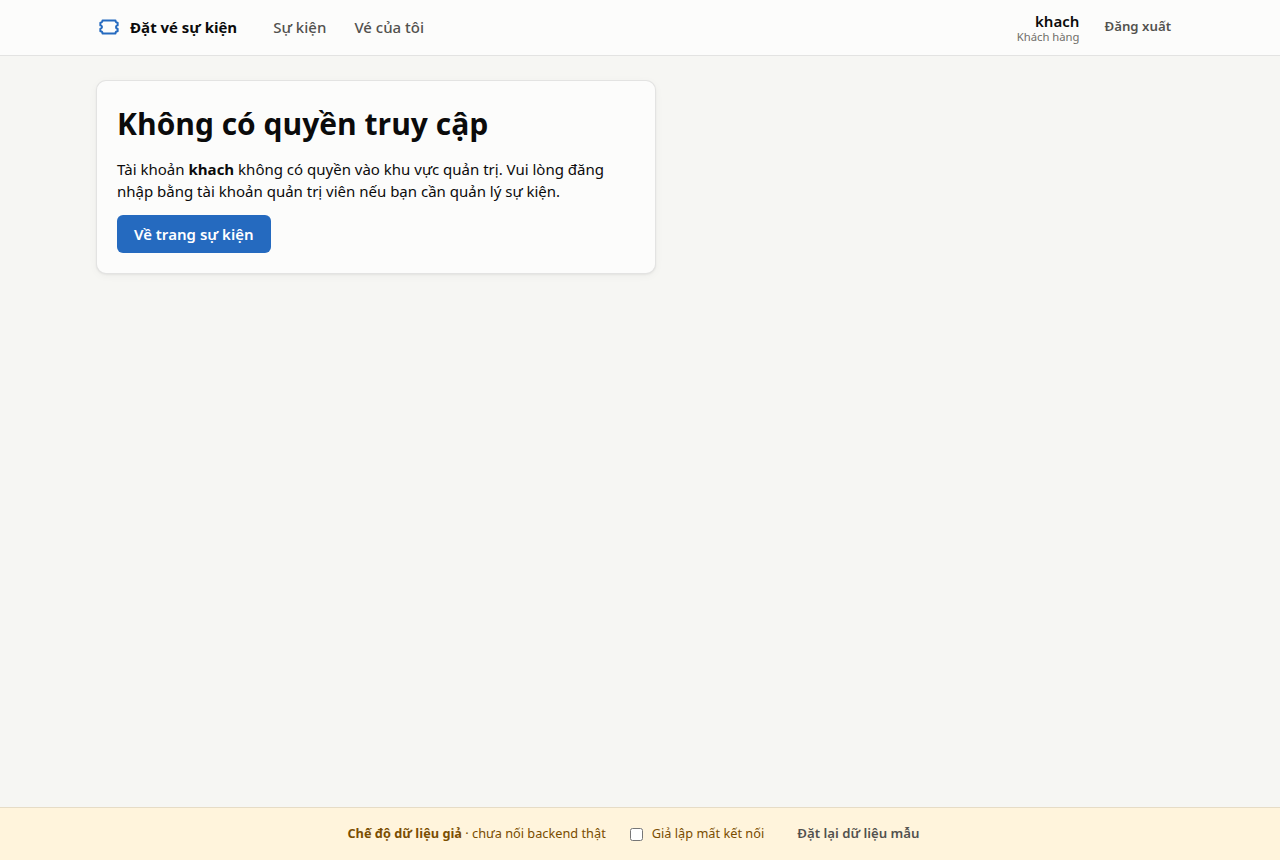 Đặt vé sự kiện
Sự kiện
Vé của tôi
khach
Khách hàng
Đăng xuất
Không có quyền truy cập
Tài khoản khach không có quyền vào khu vực quản trị. Vui lòng đăng
nhập bằng tài khoản quản trị viên nếu bạn cần quản lý sự kiện.
Về trang sự kiện
Chế độ dữ liệu giả · chưa nối backend thật
Giả lập mất kết nối
Đặt lại dữ liệu mẫu